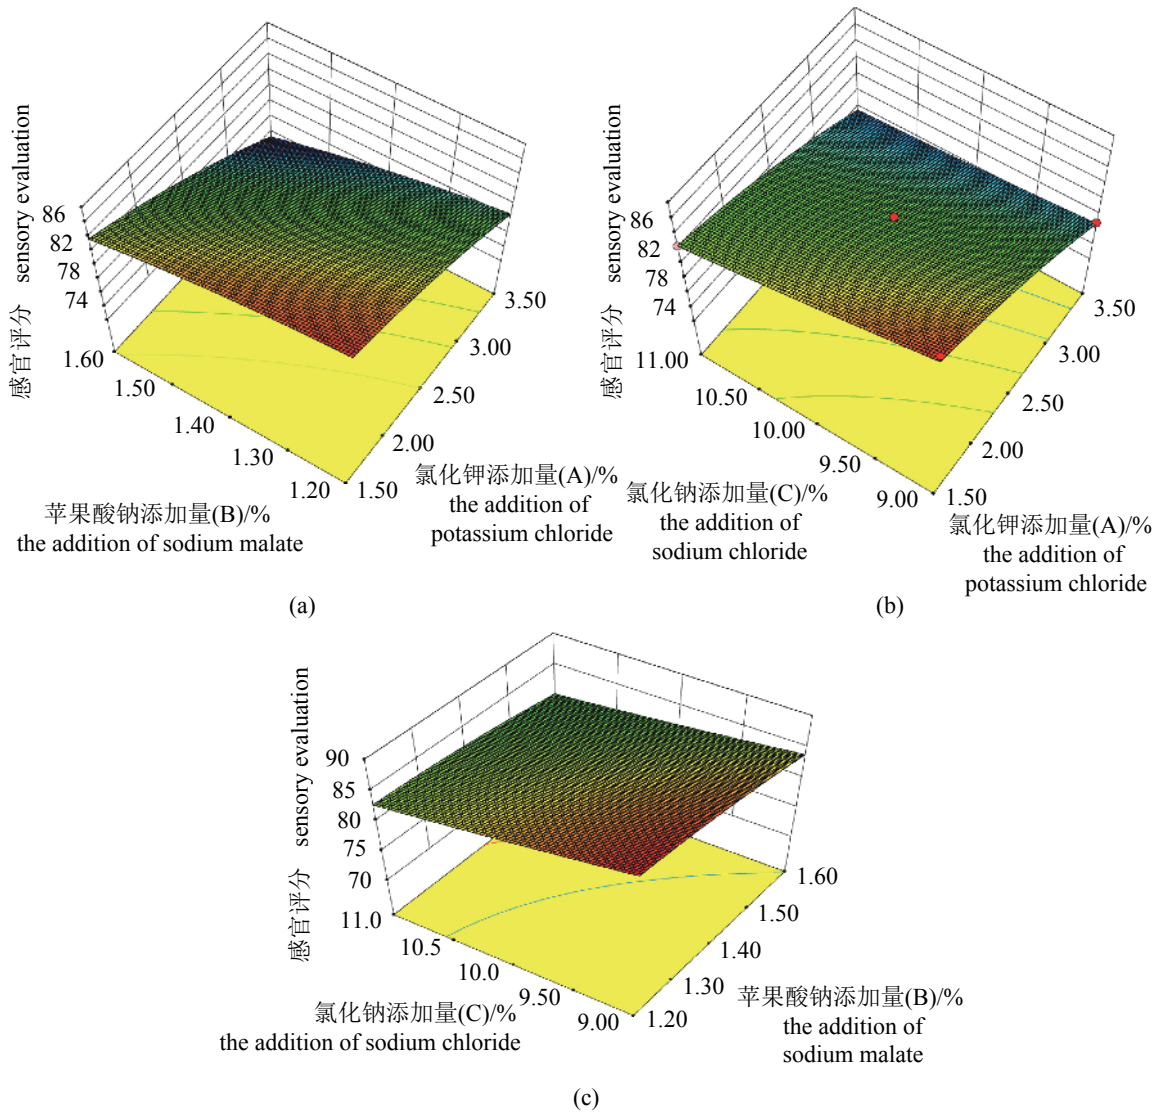 感官评分 sensory evaluation
86
82
78
74
1.60
1.50
1.40
1.30
1.20
3.50
3.00
2.50
2.00
1.50
苹果酸钠添加量(B)/%
the addition of sodium malate
氯化钾添加量(A)/%
the addition of
potassium chloride
(a)
感官评分 sensory evaluation
86
82
78
74
11.00
10.50
10.00
9.50
9.00
3.50
3.00
2.50
2.00
1.50
氯化钠添加量(C)/%
the addition of
sodium chloride
氯化钾添加量(A)/%
the addition of
potassium chloride
(b)
感官评分 sensory evaluation
90
85
80
75
70
11.0
10.5
10.0
9.50
9.00
1.60
1.50
1.40
1.30
1.20
氯化钠添加量(C)/%
the addition of sodium chloride
苹果酸钠添加量(B)/%
the addition of
sodium malate
(c)